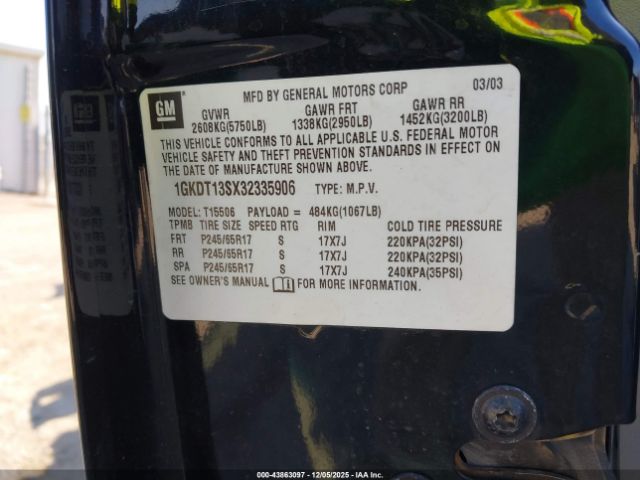 MFD BY GENERAL MOTORS CORP 03/03
GM
GVWR GAWR FRT GAWR RR
2608KG(5750LB) 1338KG(2950LB) 1452KG(3200LB)
THIS VEHICLE CONFORMS TO ALL APPLICABLE U.S. FEDERAL MOTOR
VEHICLE SAFETY AND THEFT PREVENTION STANDARDS IN EFFECT ON
THE DATE OF MANUFACTURE SHOWN ABOVE.
1GKDT13SX32335906 TYPE: M.P.V.
MODEL: T15506 PAYLOAD = 484KG(1067LB)
TPMB TIRE SIZE SPEED RTG RIM COLD TIRE PRESSURE
FRT P245/65R17 S 17X7J 220KPA(32PSI)
RR P245/65R17 S 17X7J 220KPA(32PSI)
SPA P245/65R17 S 17X7J 240KPA(35PSI)
SEE OWNER'S MANUAL FOR MORE INFORMATION.
000-43863097 - 12/05/2025 - IAAI.COM